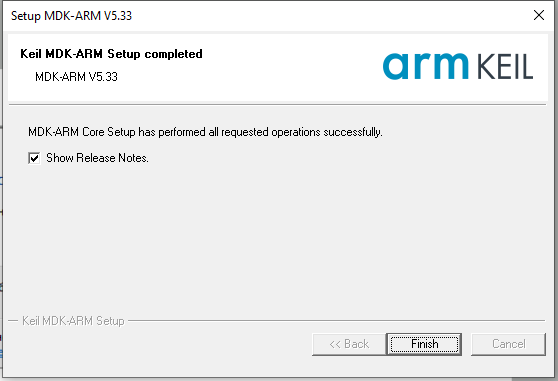 Setup MDK-ARM V5.33
Keil MDK-ARM Setup completed
MDK-ARM V5.33
arm KEIL
MDK-ARM Core Setup has performed all requested operations successfully.
Show Release Notes.
Keil MDK-ARM Setup
<< Back
Finish
Cancel